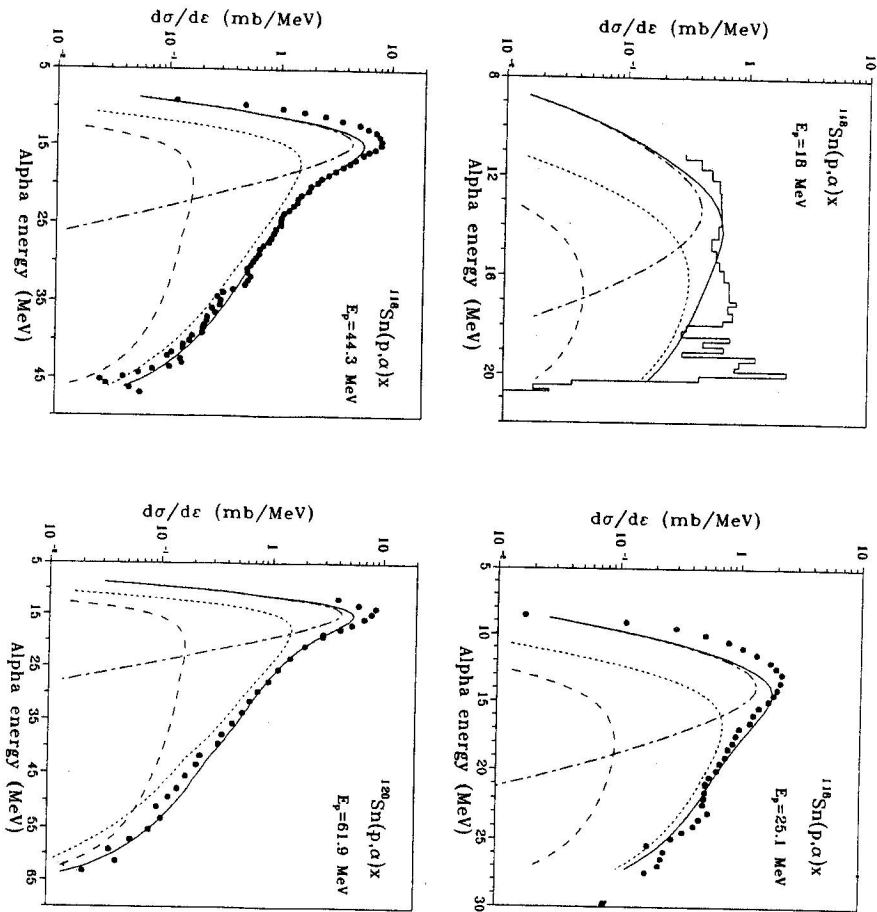 ¹¹⁸Sn(p,α)x
E_p=18 MeV
dσ/dε (mb/MeV)
10
1
10⁻¹
10⁻²
8 12 16 20
Alpha energy (MeV)
¹¹⁸Sn(p,α)x
E_p=25.1 MeV
dσ/dε (mb/MeV)
10
1
10⁻¹
10⁻²
5 10 15 20 25 30
Alpha energy (MeV)
¹¹⁸Sn(p,α)x
E_p=44.3 MeV
dσ/dε (mb/MeV)
10
1
10⁻¹
10⁻²
5 15 25 35 45
Alpha energy (MeV)
¹²⁰Sn(p,α)x
E_p=61.9 MeV
dσ/dε (mb/MeV)
10
1
10⁻¹
10⁻²
5 15 25 35 45 55 65
Alpha energy (MeV)